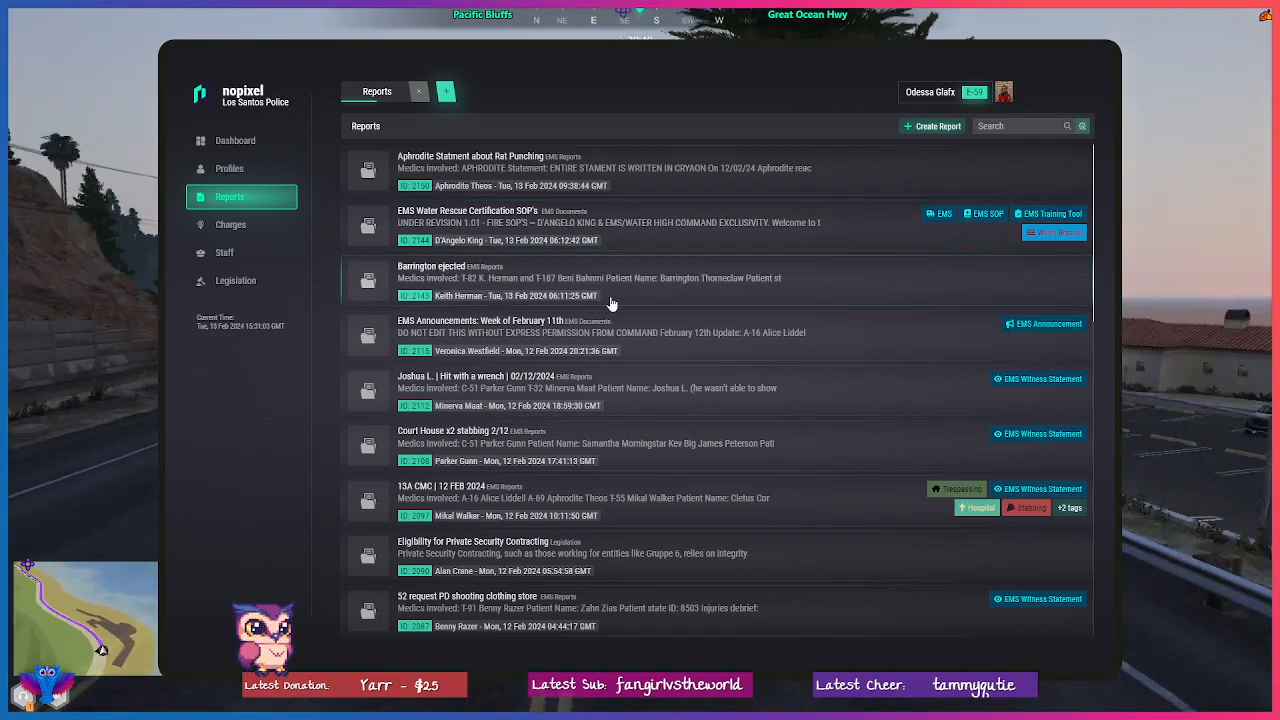 Pacific Bluffs
N NE E SE S SW W
Great Ocean Hwy
nopixel
Los Santos Police
Reports ×
+
Odessa Glafx E-59
Dashboard
Profiles
Reports
Charges
Staff
Legislation
Current Time:
Tue, 13 Feb 2024 15:31:03 GMT
Reports
+ Create Report
Search
Aphrodite Statment about Rat Punching EMS Reports
Medics involved: APHRODITE Statement: ENTIRE STAMENT IS WRITTEN IN CRYAON On 12/02/24 Aphrodite reac
ID: 2150 Aphrodite Theos - Tue, 13 Feb 2024 09:38:44 GMT
EMS Water Rescue Certification SOP's EMS Documents
UNDER REVISION 1.01 - FIRE SOP'S ~ D'ANGELO KING & EMS/WATER HIGH COMMAND EXCLUSIVITY. Welcome to t
ID: 2144 D'Angelo King - Tue, 13 Feb 2024 06:12:42 GMT
EMS EMS SOP EMS Training Tool
Barrington ejected EMS Reports
Medics involved: T-82 K. Herman and T-187 Beni Bahnmi Patient Name: Barrington Thorneclaw Patient st
ID: 2143 Keith Herman - Tue, 13 Feb 2024 06:11:25 GMT
EMS Announcements: Week of February 11th EMS Documents
DO NOT EDIT THIS WITHOUT EXPRESS PERMISSION FROM COMMAND February 12th Update: A-16 Alice Liddel
ID: 2115 Veronica Westfield - Mon, 12 Feb 2024 20:21:36 GMT
EMS Announcement
Joshua L. | Hit with a wrench | 02/12/2024 EMS Reports
Medics involved: C-51 Parker Gunn T-32 Minerva Maat Patient Name: Joshua L. (he wasn't able to show
ID: 2112 Minerva Maat - Mon, 12 Feb 2024 18:59:30 GMT
EMS Witness Statement
Court House x2 stabbing 2/12 EMS Reports
Medics involved: C-51 Parker Gunn Patient Name: Samantha Morningstar Kev Big James Peterson Pati
ID: 2108 Parker Gunn - Mon, 12 Feb 2024 17:41:13 GMT
EMS Witness Statement
13A CMC | 12 FEB 2024 EMS Reports
Medics involved: A-16 Alice Liddell A-69 Aphrodite Theos T-55 Mikal Walker Patient Name: Cletus Cor
ID: 2097 Mikal Walker - Mon, 12 Feb 2024 10:11:50 GMT
Trespassing EMS Witness Statement
Hospital Stabbing +2 tags
Eligibility for Private Security Contracting Legislation
Private Security Contracting, such as those working for entities like Gruppe 6, relies on integrity
ID: 2090 Alan Crane - Mon, 12 Feb 2024 05:54:58 GMT
52 request PD shooting clothing store EMS Reports
Medics involved: T-91 Benny Razer Patient Name: Zahn Zias Patient state ID: 8503 Injuries debrief:
ID: 2087 Benny Razer - Mon, 12 Feb 2024 04:44:17 GMT
EMS Witness Statement
Latest Donation: Yarr - $25
Latest Sub: fangirlvstheworld
Latest Cheer: tammyqutie